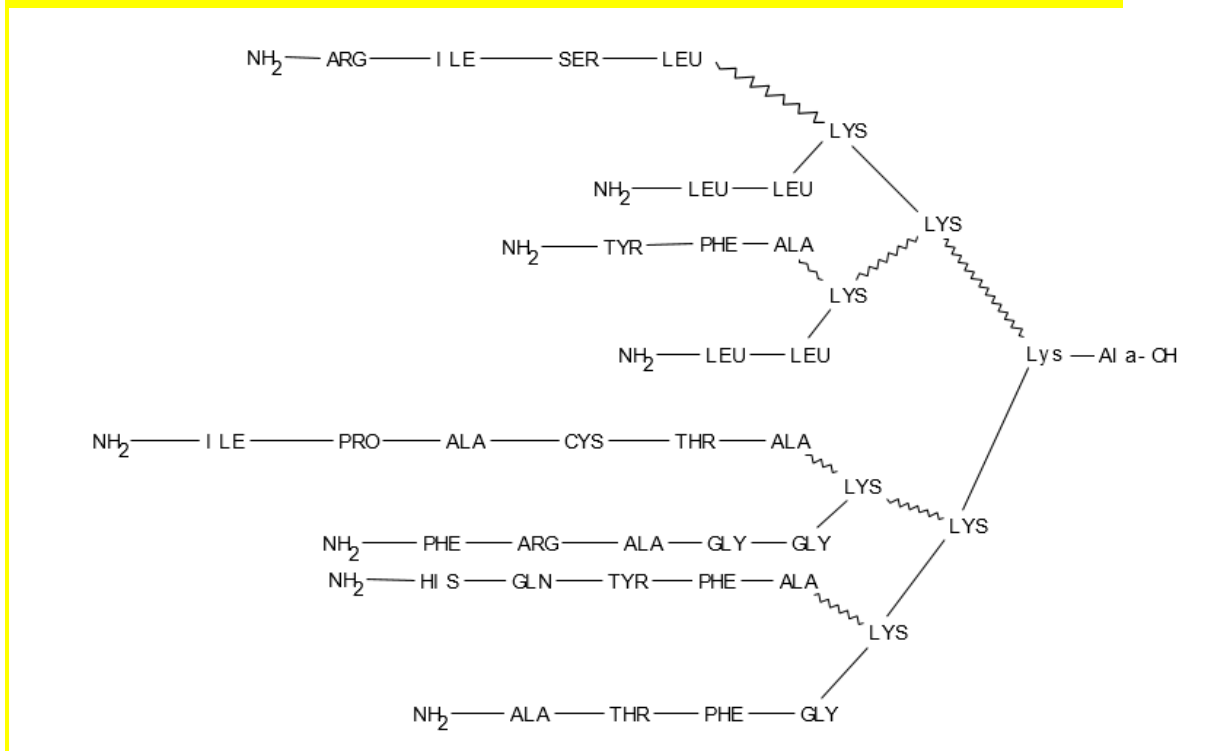 NH2 ARG ILE SER LEU
LYS
NH2 LEU LEU
LYS
NH2 TYR PHE ALA
LYS
NH2 LEU LEU
Lys Ala-OH
NH2 ILE PRO ALA CYS THR ALA
LYS
LYS
NH2 PHE ARG ALA GLY GLY
NH2 HIS GLN TYR PHE ALA
LYS
NH2 ALA THR PHE GLY